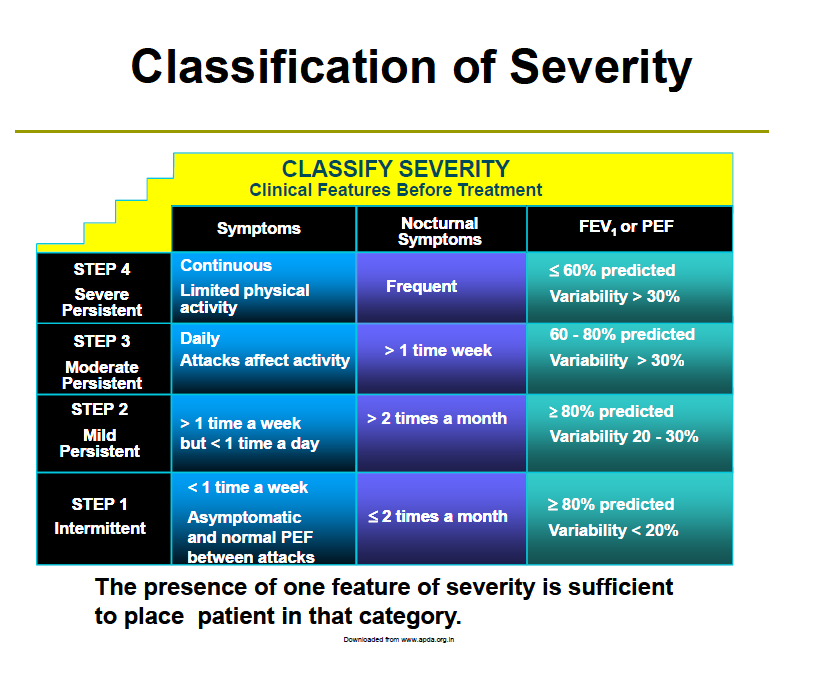 Classification of Severity
CLASSIFY SEVERITY
Clinical Features Before Treatment
Symptoms
Nocturnal
Symptoms
FEV₁ or PEF
STEP 4
Severe
Persistent
Continuous
Limited physical
activity
Frequent
≤ 60% predicted
Variability > 30%
STEP 3
Moderate
Persistent
Daily
Attacks affect activity
> 1 time week
60 - 80% predicted
Variability > 30%
STEP 2
Mild
Persistent
> 1 time a week
but < 1 time a day
> 2 times a month
≥ 80% predicted
Variability 20 - 30%
STEP 1
Intermittent
< 1 time a week
Asymptomatic
and normal PEF
between attacks
≤ 2 times a month
≥ 80% predicted
Variability < 20%
The presence of one feature of severity is sufficient
to place patient in that category.
Downloaded from www.apda.org.in